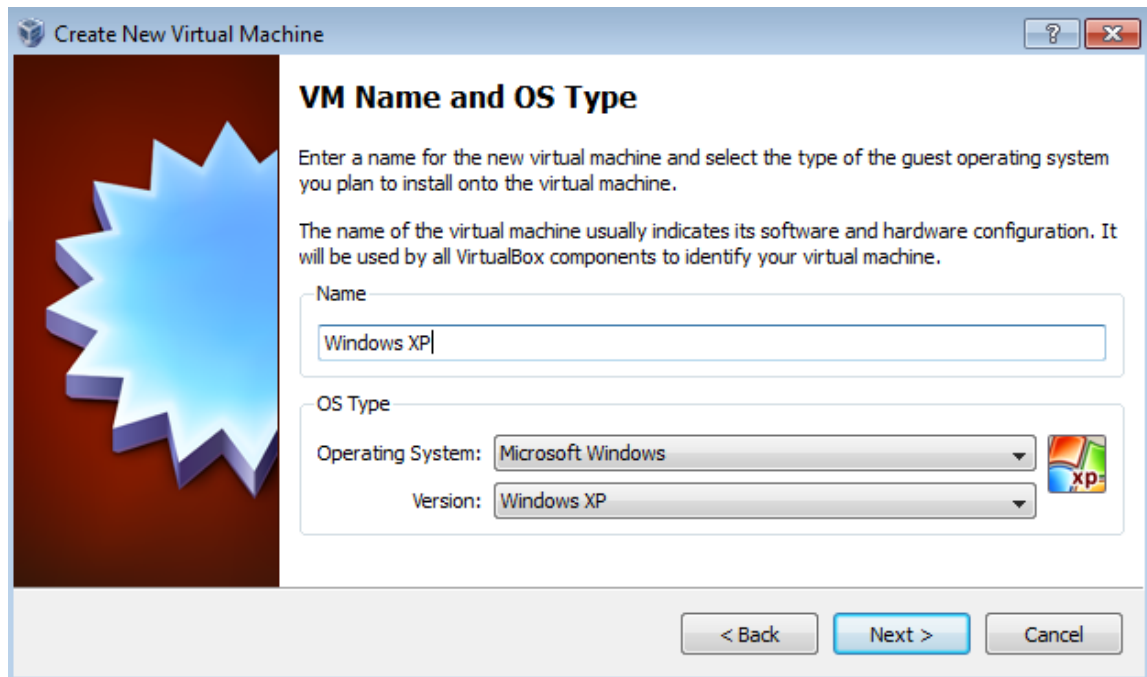 Create New Virtual Machine
VM Name and OS Type
Enter a name for the new virtual machine and select the type of the guest operating system
you plan to install onto the virtual machine.
The name of the virtual machine usually indicates its software and hardware configuration. It
will be used by all VirtualBox components to identify your virtual machine.
Name
Windows XP
OS Type
Operating System: Microsoft Windows
xp
Version: Windows XP
< Back Next > Cancel